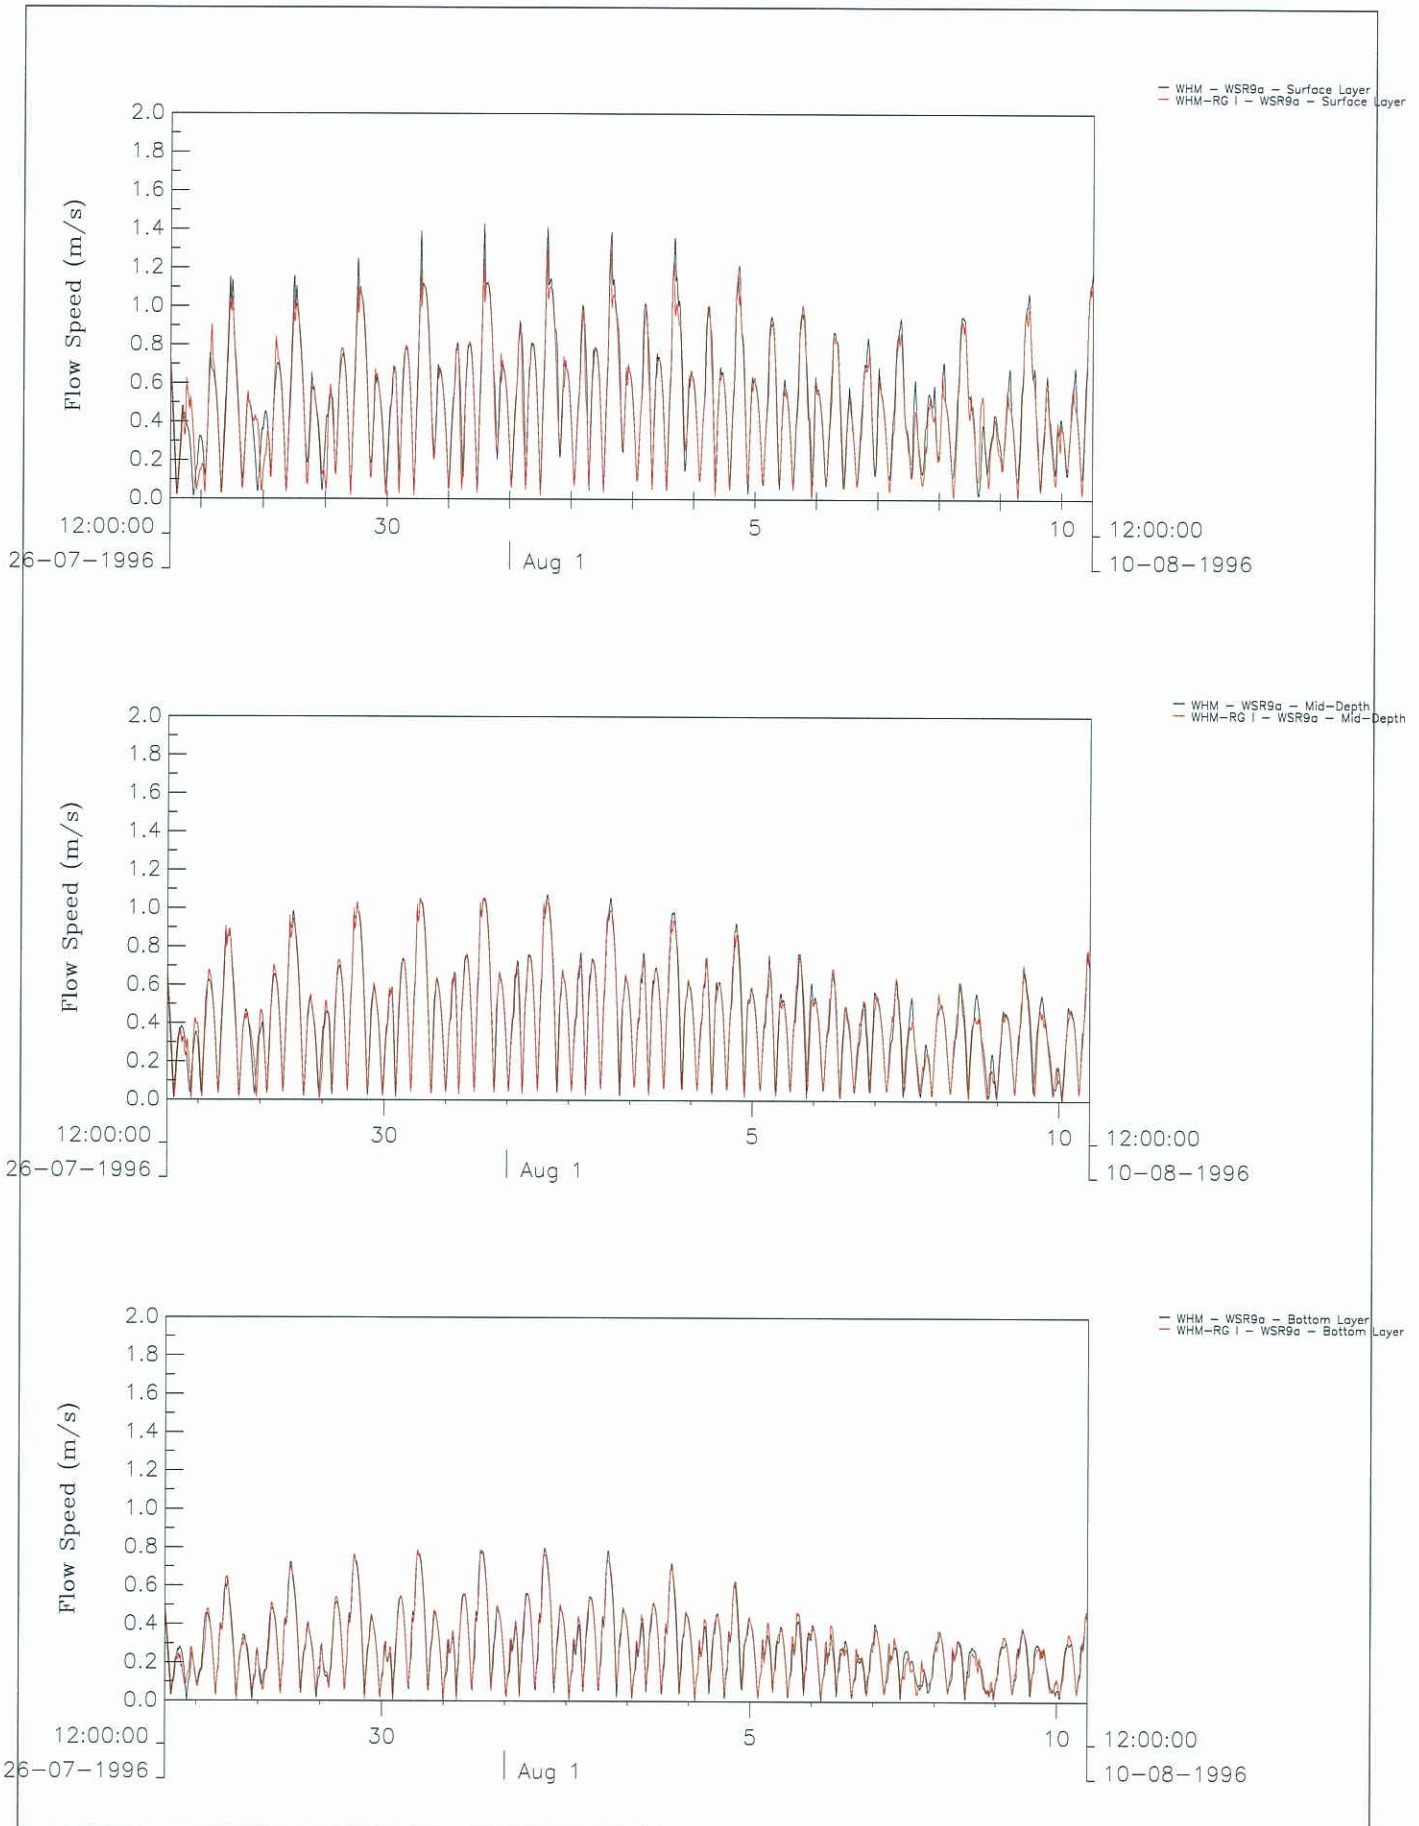 WHM – WSR9a – Surface Layer
WHM–RG I – WSR9a – Surface Layer
2.0
1.8
1.6
1.4
1.2
1.0
0.8
0.6
0.4
0.2
0.0
Flow Speed (m/s)
12:00:00 30 5 10 12:00:00
26–07–1996 Aug 1 10–08–1996
WHM – WSR9a – Mid–Depth
WHM–RG I – WSR9a – Mid–Depth
2.0
1.8
1.6
1.4
1.2
1.0
0.8
0.6
0.4
0.2
0.0
Flow Speed (m/s)
12:00:00 30 5 10 12:00:00
26–07–1996 Aug 1 10–08–1996
WHM – WSR9a – Bottom Layer
WHM–RG I – WSR9a – Bottom Layer
2.0
1.8
1.6
1.4
1.2
1.0
0.8
0.6
0.4
0.2
0.0
Flow Speed (m/s)
12:00:00 30 5 10 12:00:00
26–07–1996 Aug 1 10–08–1996